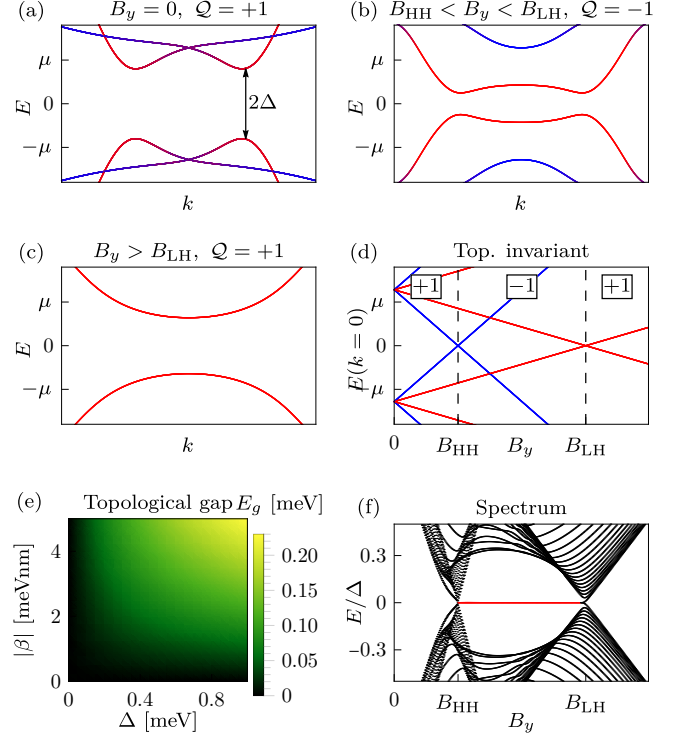 (a) B_y = 0, Q = +1
E
μ
0
−μ
2Δ
k
(b) B_HH < B_y < B_LH, Q = −1
E
μ
0
−μ
k
(c) B_y > B_LH, Q = +1
E
μ
0
−μ
k
(d) Top. invariant
E(k = 0)
μ
0
−μ
+1 −1 +1
0 B_HH B_y B_LH
(e) Topological gap E_g [meV]
|β| [meVnm]
4
2
0
0 0.4 0.8
Δ [meV]
0.20
0.15
0.10
0.05
0
(f) Spectrum
E/Δ
0.3
0
−0.3
0 B_HH B_LH
B_y